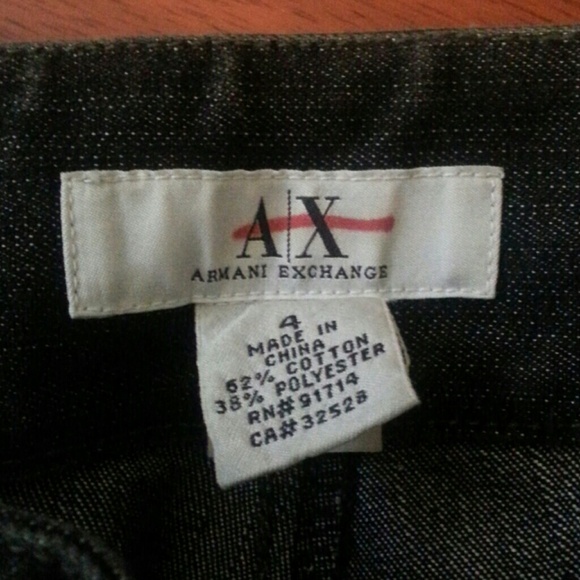 A|X
ARMANI EXCHANGE
4
MADE IN
CHINA
62% COTTON
38% POLYESTER
RN# 91714
CA# 32528